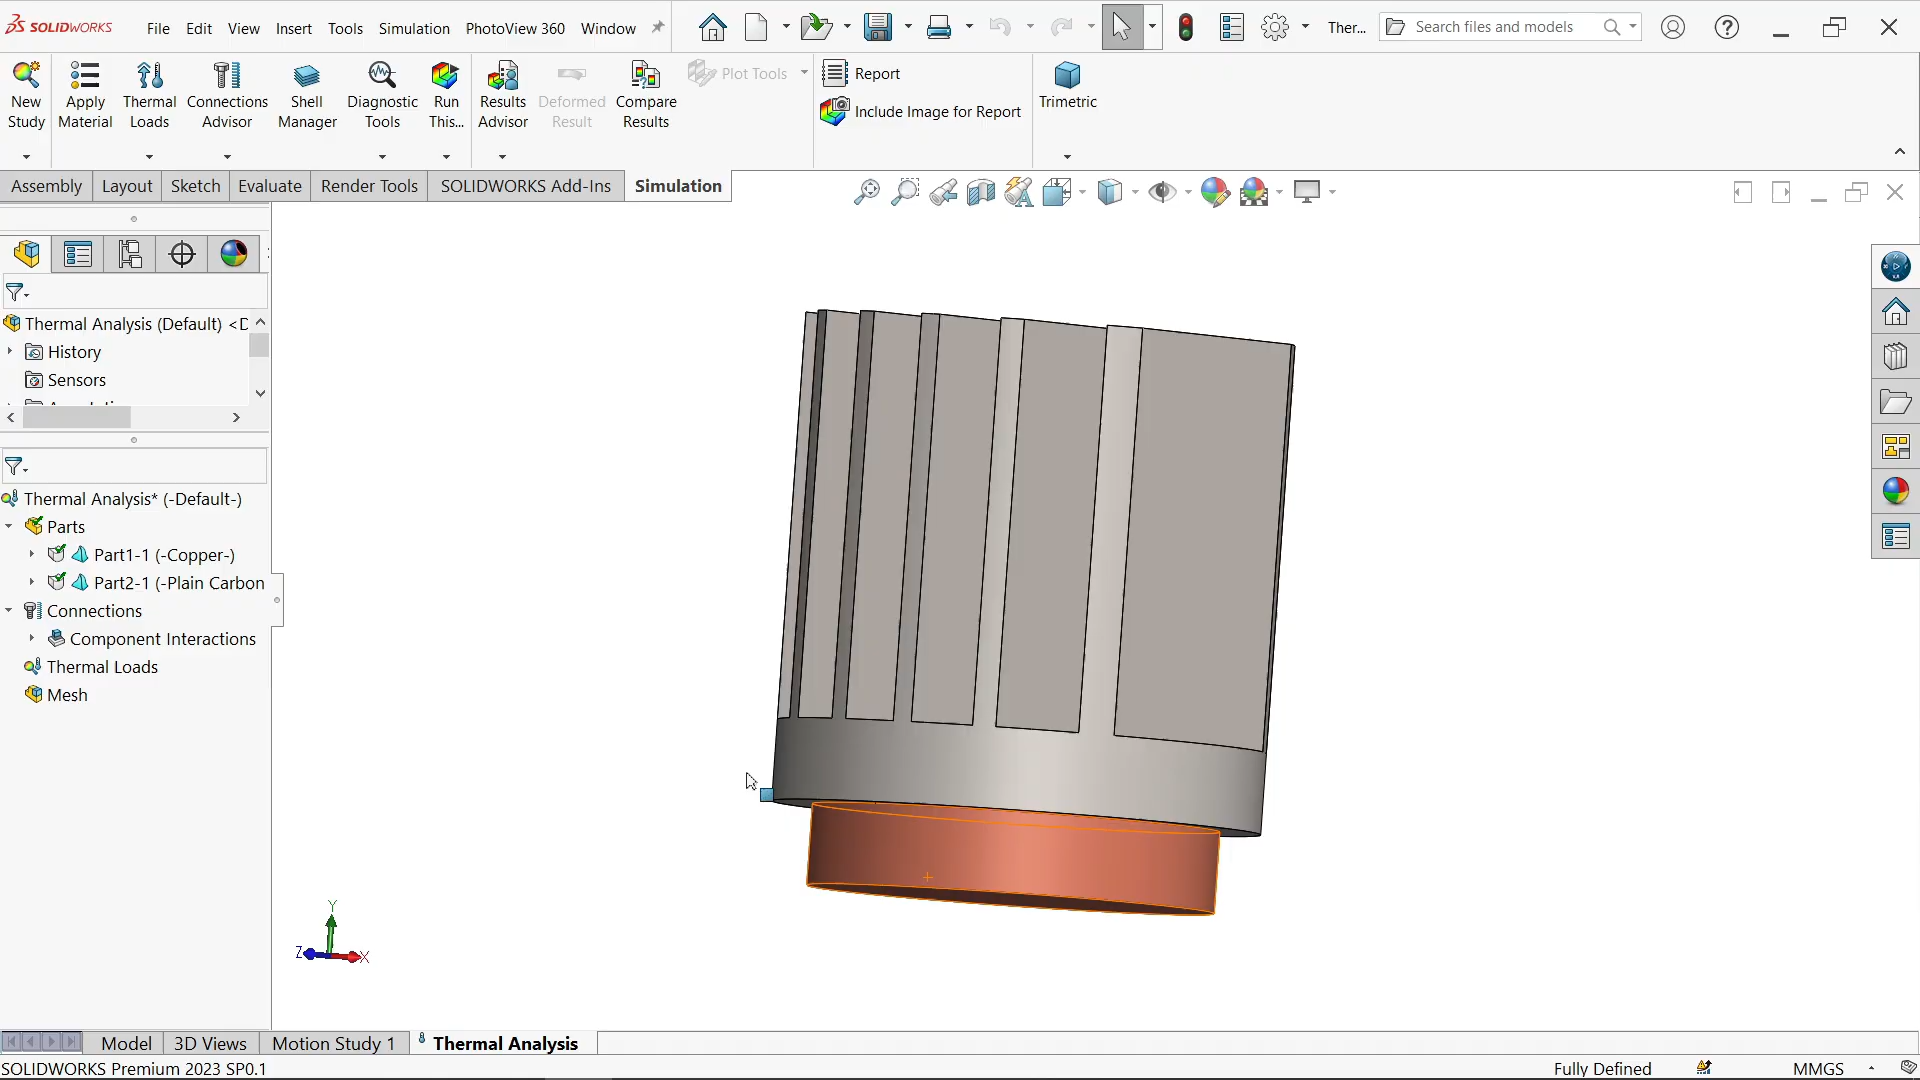 SOLIDWORKS File Edit View Insert Tools Simulation PhotoView 360 Window Ther... Search files and models
New Study
Apply Material
Thermal Loads
Connections Advisor
Shell Manager
Diagnostic Tools
Run This...
Results Advisor
Deformed Result
Compare Results
Plot Tools
Report
Include Image for Report
Trimetric
Assembly Layout Sketch Evaluate Render Tools SOLIDWORKS Add-Ins Simulation
Thermal Analysis (Default) <D
History
Sensors
Thermal Analysis* (-Default-)
Parts
Part1-1 (-Copper-)
Part2-1 (-Plain Carbon
Connections
Component Interactions
Thermal Loads
Mesh
Y
Z
X
Model 3D Views Motion Study 1 Thermal Analysis
SOLIDWORKS Premium 2023 SP0.1 Fully Defined MMGS